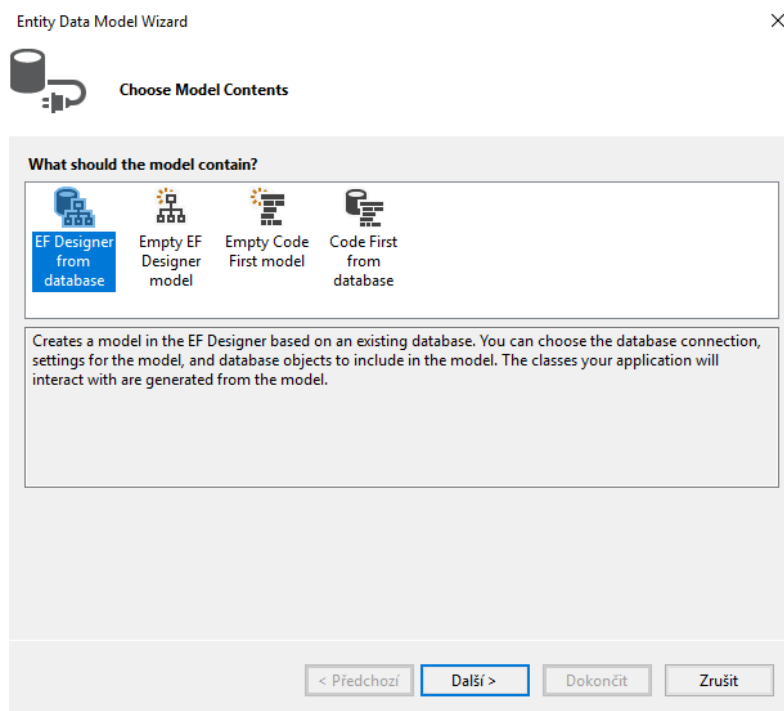 Entity Data Model Wizard
Choose Model Contents
What should the model contain?
EF Designer
from
database
Empty EF
Designer
model
Empty Code
First model
Code First
from
database
Creates a model in the EF Designer based on an existing database. You can choose the database connection,
settings for the model, and database objects to include in the model. The classes your application will
interact with are generated from the model.
< Předchozí
Další >
Dokončit
Zrušit